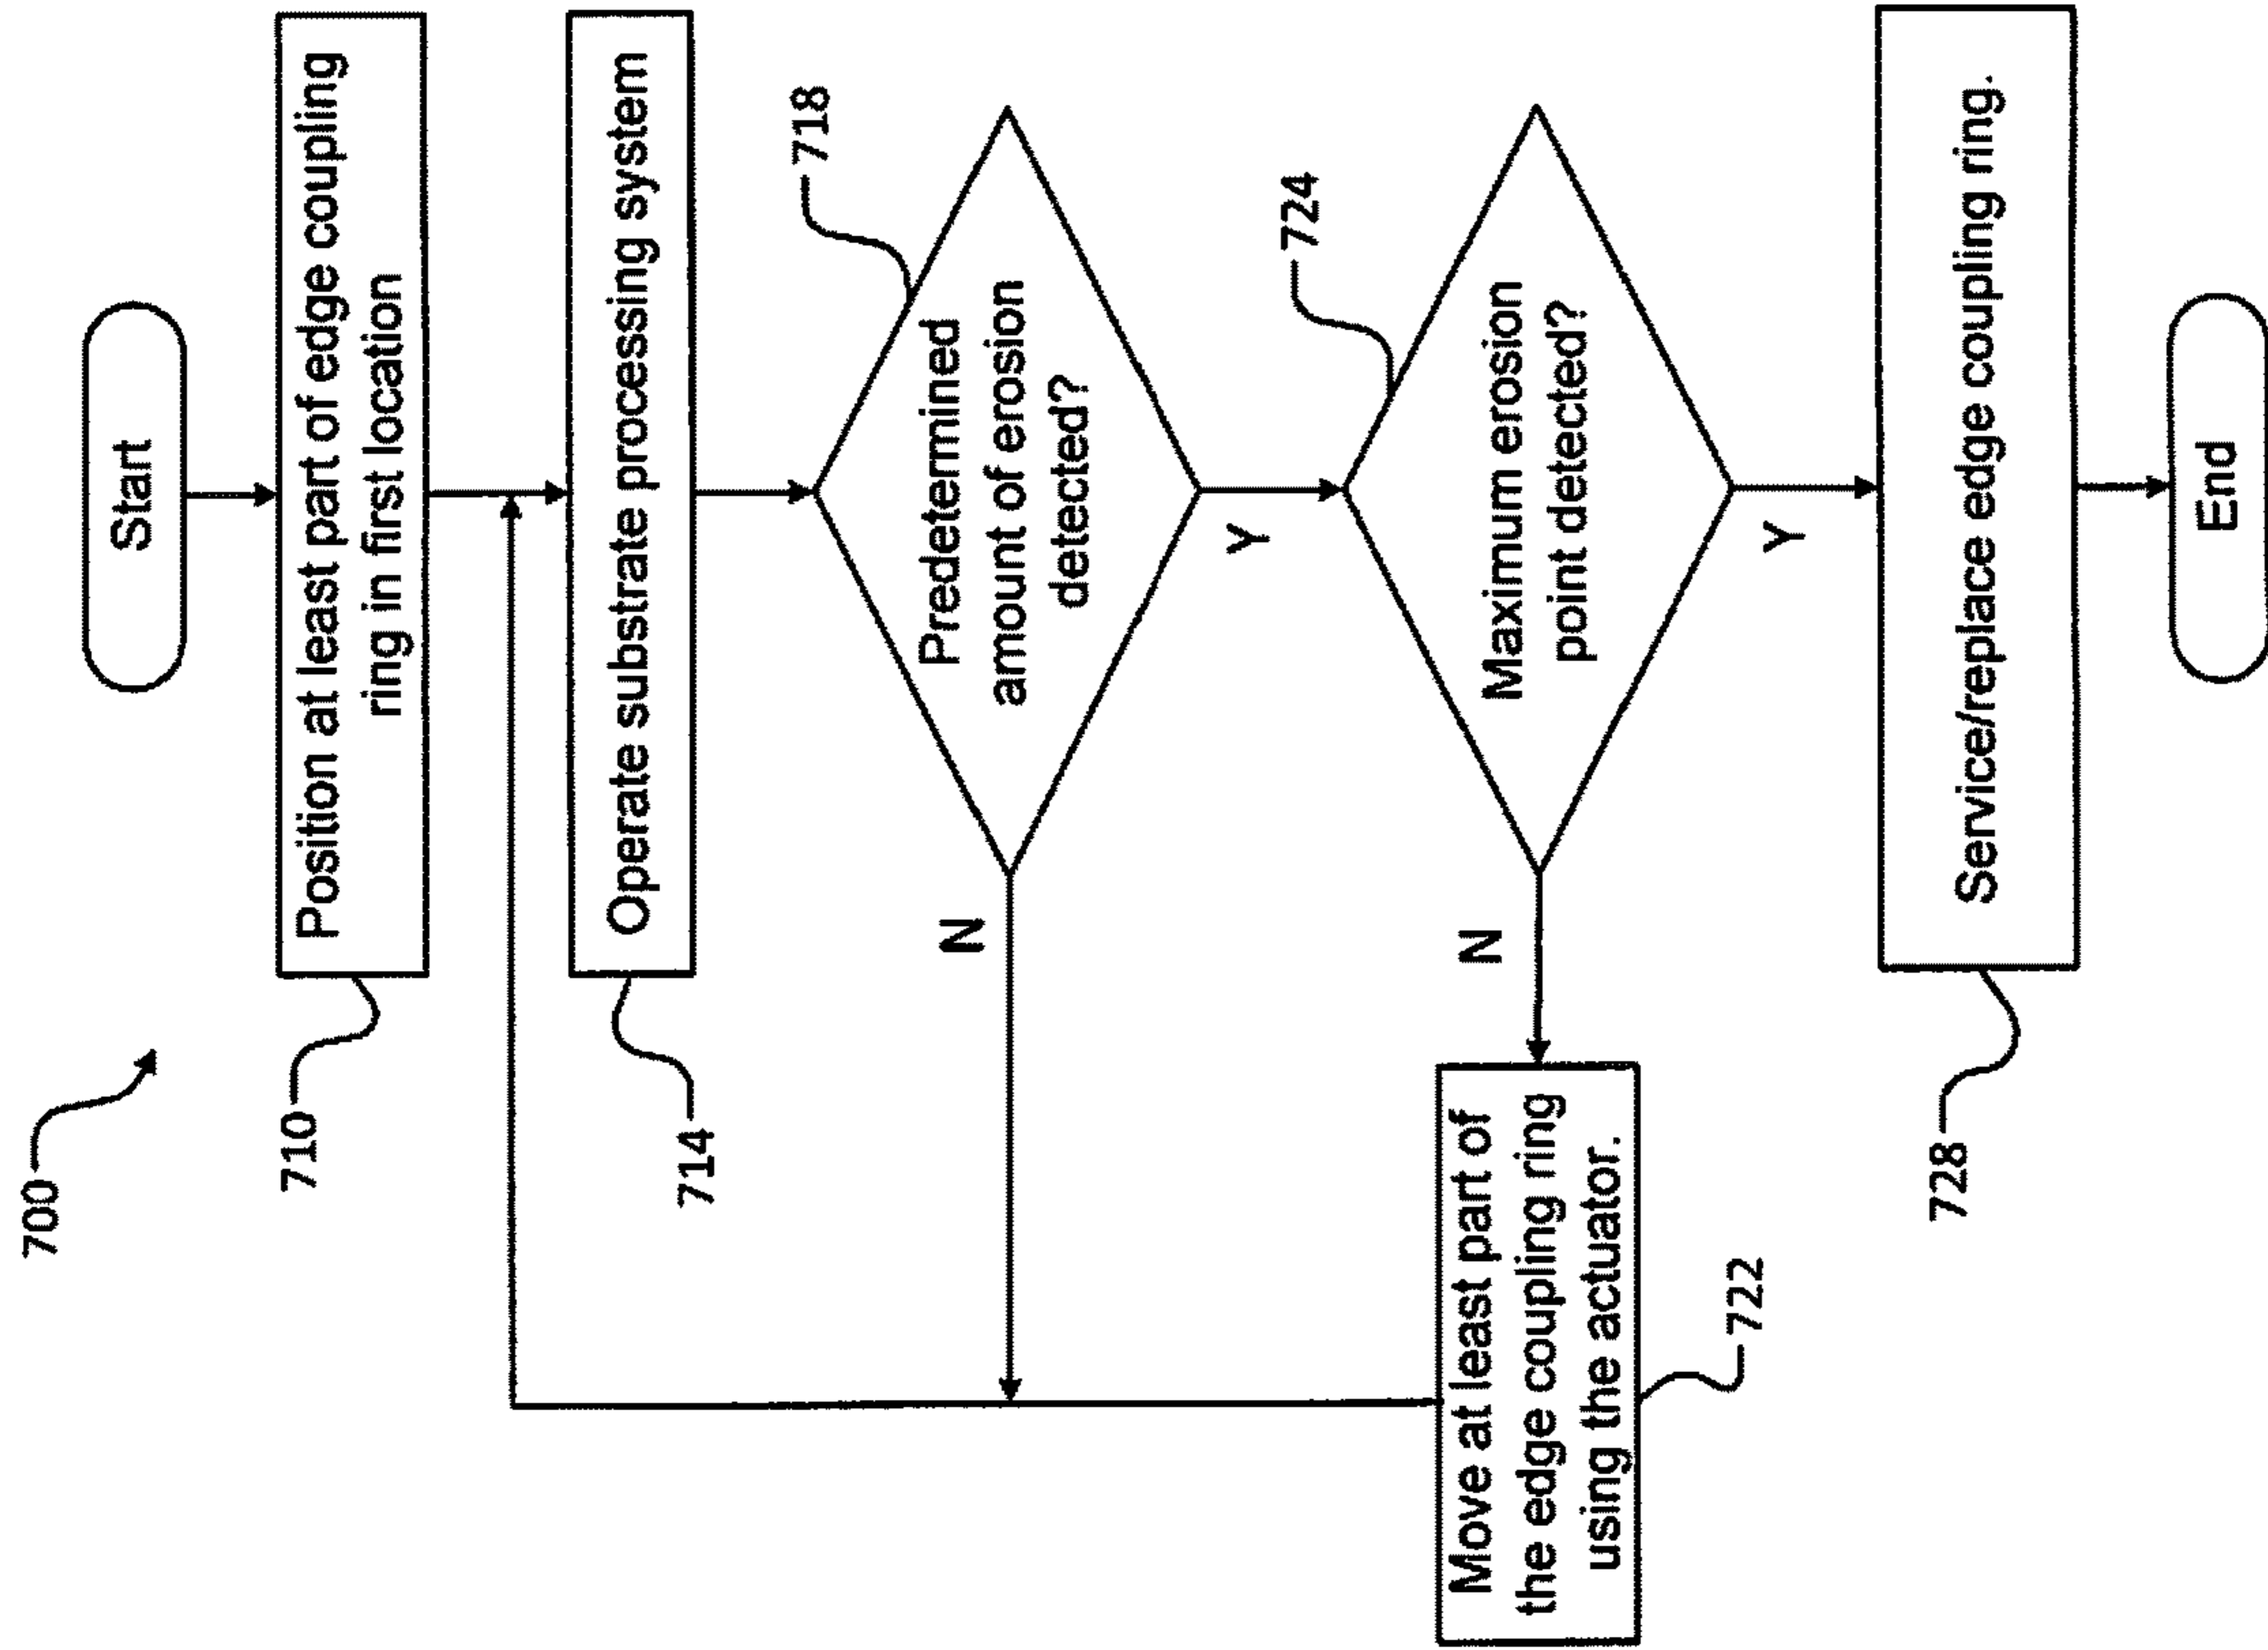 700
Start
710
Position at least part of edge coupling
ring in first location
714
Operate substrate processing system
718
Predetermined
amount of erosion
detected?
N
Y
724
Maximum erosion
point detected?
N
Y
Move at least part of
the edge coupling ring
using the actuator.
722
728
Service/replace edge coupling ring.
End